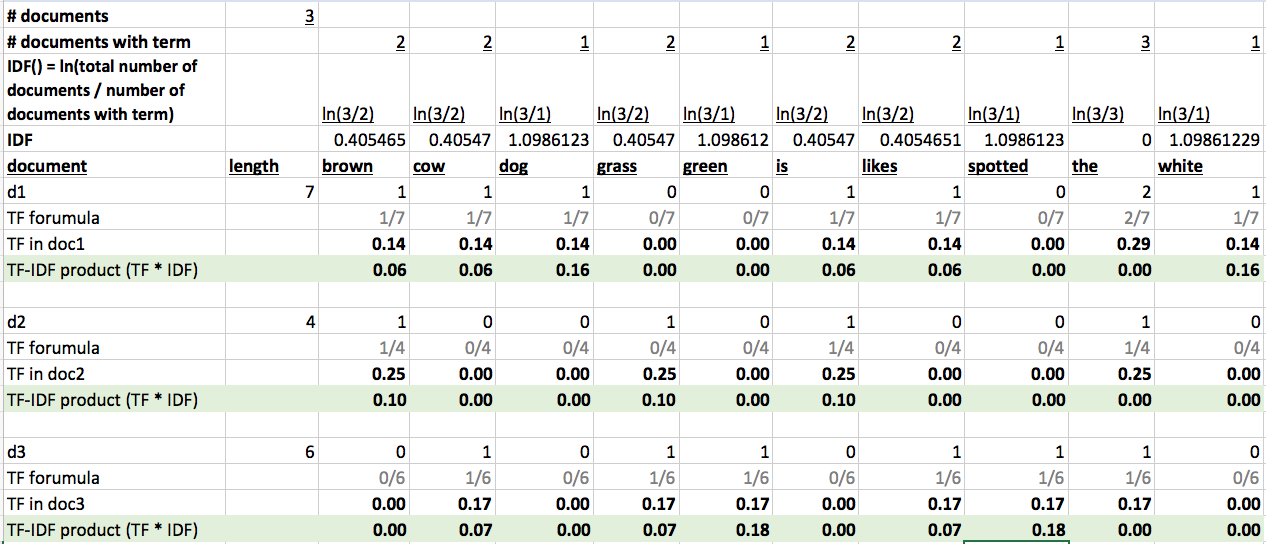 # documents 3
# documents with term 2 2 1 2 1 2 2 1 3 1
IDF() = ln(total number of
documents / number of
documents with term) ln(3/2) ln(3/2) ln(3/1) ln(3/2) ln(3/1) ln(3/2) ln(3/2) ln(3/1) ln(3/3) ln(3/1)
IDF 0.405465 0.40547 1.0986123 0.40547 1.098612 0.40547 0.4054651 1.0986123 0 1.09861229
document length brown cow dog grass green is likes spotted the white
d1 7 1 1 1 0 0 1 1 0 2 1
TF forumula 1/7 1/7 1/7 0/7 0/7 1/7 1/7 0/7 2/7 1/7
TF in doc1 0.14 0.14 0.14 0.00 0.00 0.14 0.14 0.00 0.29 0.14
TF-IDF product (TF * IDF) 0.06 0.06 0.16 0.00 0.00 0.06 0.06 0.00 0.00 0.16
d2 4 1 0 0 1 0 1 0 0 1 0
TF forumula 1/4 0/4 0/4 0/4 0/4 1/4 0/4 0/4 1/4 0/4
TF in doc2 0.25 0.00 0.00 0.25 0.00 0.25 0.00 0.00 0.25 0.00
TF-IDF product (TF * IDF) 0.10 0.00 0.00 0.10 0.00 0.10 0.00 0.00 0.00 0.00
d3 6 0 1 0 1 1 0 1 1 1 0
TF forumula 0/6 1/6 0/6 1/6 1/6 0/6 1/6 1/6 1/6 0/6
TF in doc3 0.00 0.17 0.00 0.17 0.17 0.00 0.17 0.17 0.17 0.00
TF-IDF product (TF * IDF) 0.00 0.07 0.00 0.07 0.18 0.00 0.07 0.18 0.00 0.00